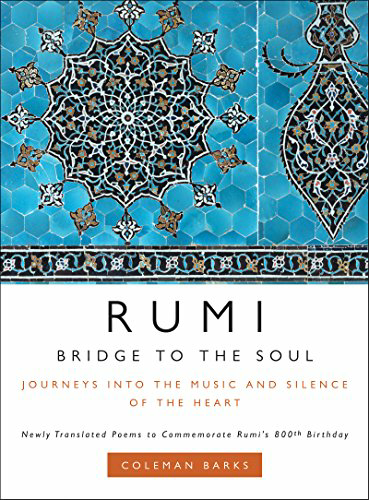 RUMI
BRIDGE TO THE SOUL
JOURNEYS INTO THE MUSIC AND SILENCE
OF THE HEART
Newly Translated Poems to Commemorate Rumi's 800th Birthday
COLEMAN BARKS